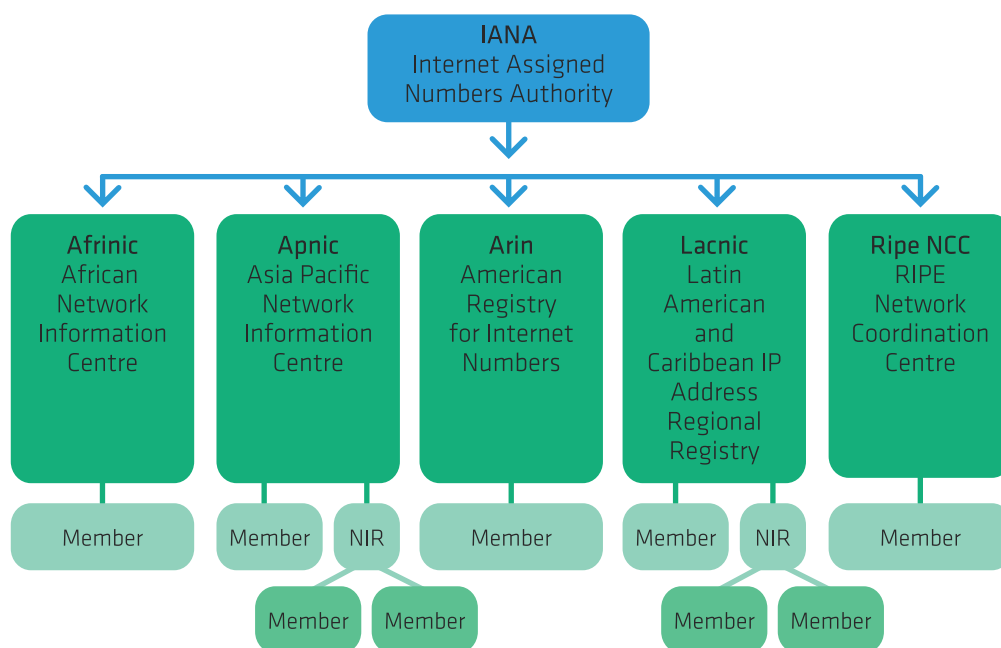 IANA
Internet Assigned
Numbers Authority
Afrinic
African
Network
Information
Centre
Apnic
Asia Pacific
Network
Information
Centre
Arin
American
Registry
for Internet
Numbers
Lacnic
Latin
American
and
Caribbean IP
Address
Regional
Registry
Ripe NCC
RIPE
Network
Coordination
Centre
Member
Member
NIR
Member
Member
NIR
Member
Member
Member
Member
Member